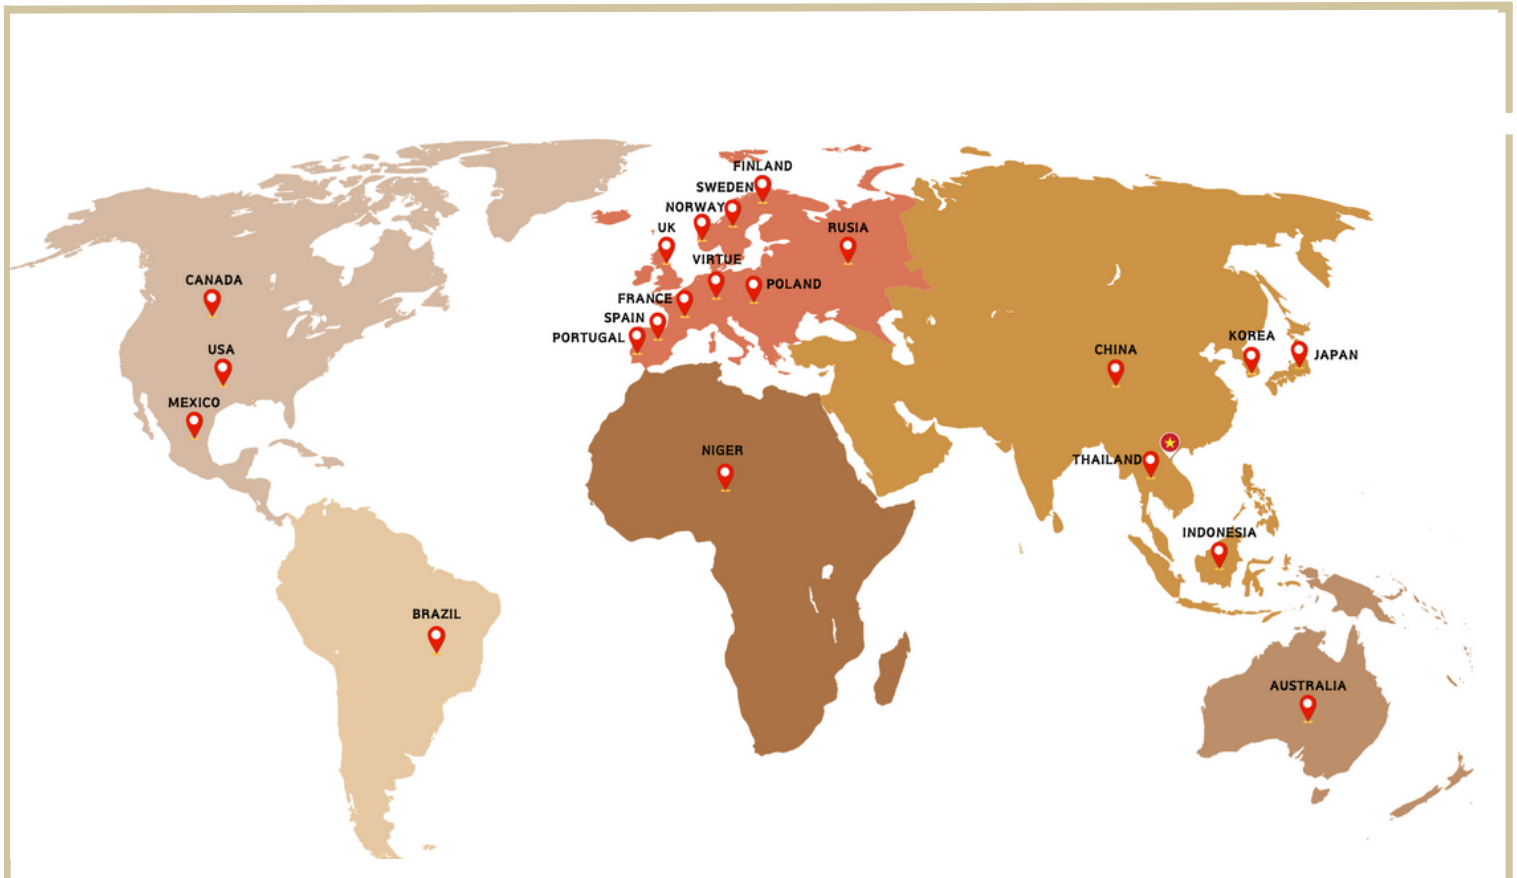 FINLAND
SWEDEN
NORWAY
UK
RUSIA
VIRTUE
CANADA
POLAND
FRANCE
SPAIN
PORTUGAL
KOREA
USA
CHINA
JAPAN
MEXICO
NIGER
THAILAND
INDONESIA
BRAZIL
AUSTRALIA